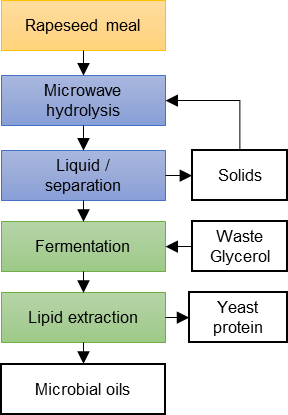 Rapeseed meal
Microwave
hydrolysis
Liquid /
separation
Solids
Fermentation
Waste
Glycerol
Lipid extraction
Yeast
protein
Microbial oils